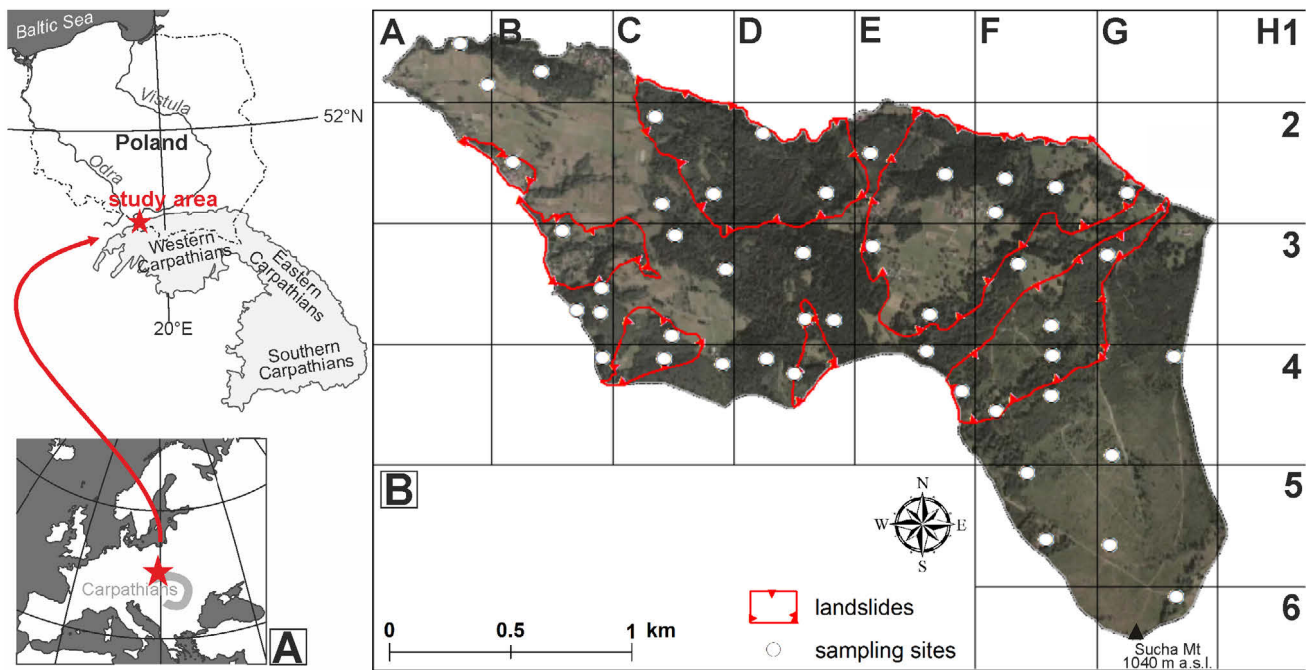 Baltic Sea
Vistula
52°N
Poland
Odra
study area
Western
Carpathians
Eastern
Carpathians
20°E
Southern
Carpathians
Carpathians
A
A
B
C
D
E
F
G
H1
2
3
4
5
6
B
N
W
E
S
landslides
0
0.5
1
km
sampling sites
Sucha Mt
1040 m a.s.l.